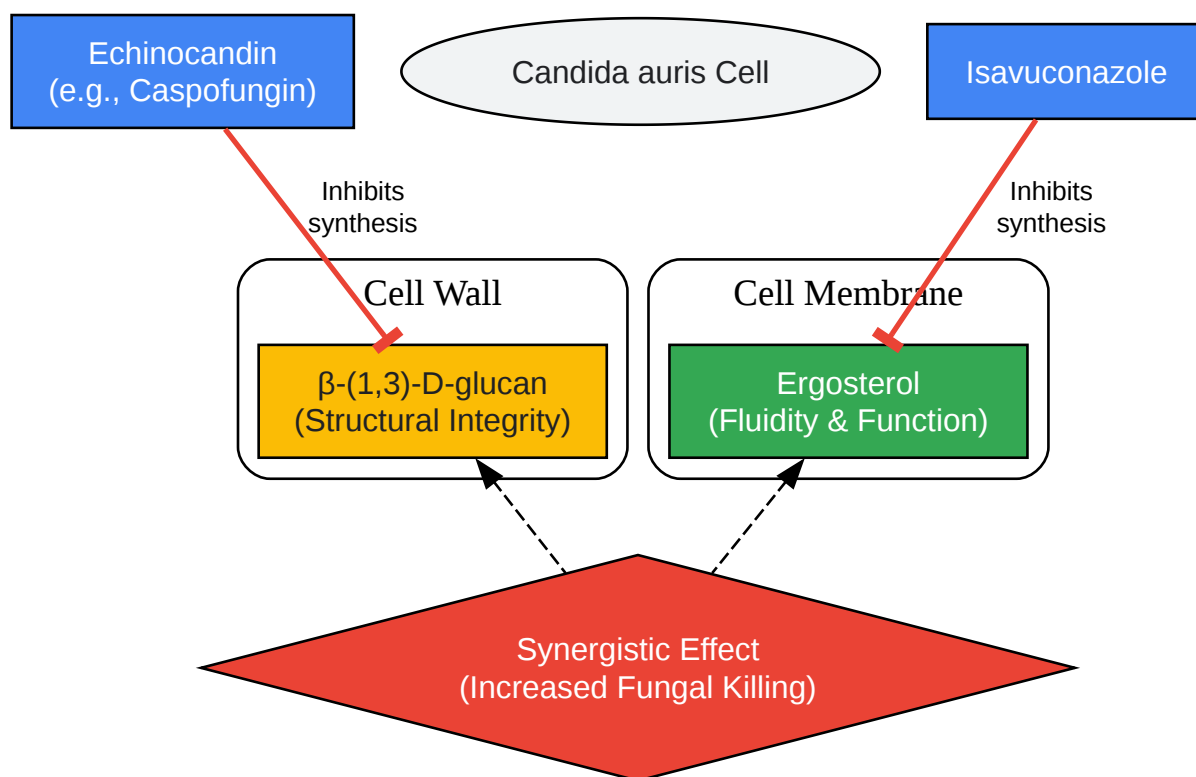 Echinocandin
(e.g., Caspofungin)
Candida auris Cell
Isavuconazole
Inhibits
synthesis
Inhibits
synthesis
Cell Wall
Cell Membrane
β-(1,3)-D-glucan
(Structural Integrity)
Ergosterol
(Fluidity & Function)
Synergistic Effect
(Increased Fungal Killing)